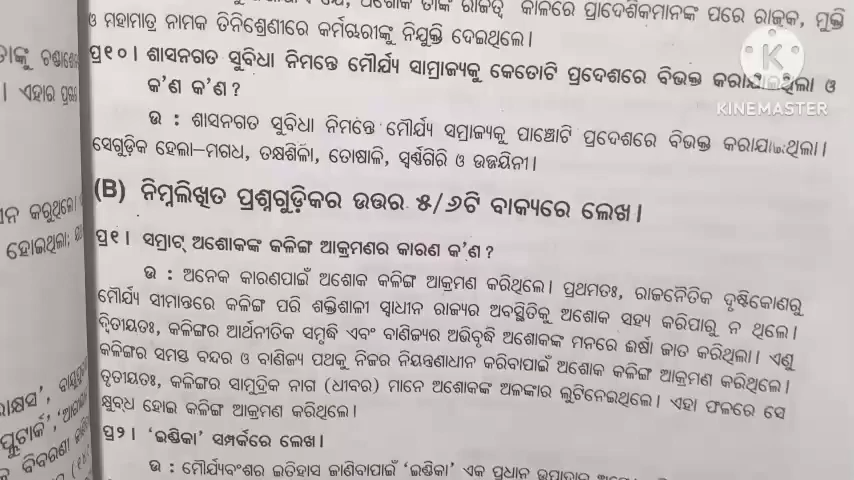 ଅଶୋକ ତାଙ୍କ ରାଜତ୍ୱ କାଳରେ ପ୍ରାଦେଶିକମାନଙ୍କ ପରେ ରାଜୁକ, ମୁକ୍ତି
ଓ ମହାମାତ୍ର ନାମକ ତିନିଶ୍ରେଣୀରେ କର୍ମଚାରୀଙ୍କୁ ନିଯୁକ୍ତି ଦେଇଥିଲେ।
ପ୍ର୧୦। ଶାସନଗତ ସୁବିଧା ନିମନ୍ତେ ମୌର୍ଯ୍ୟ ସାମ୍ରାଜ୍ୟକୁ କେତୋଟି ପ୍ରଦେଶରେ ବିଭକ୍ତ କରାଯାଇଥିଲା ଓ
କ'ଣ କ'ଣ?
KINEMASTER
ଉ : ଶାସନଗତ ସୁବିଧା ନିମନ୍ତେ ମୌର୍ଯ୍ୟ ସମ୍ରାଜ୍ୟକୁ ପାଞ୍ଚୋଟି ପ୍ରଦେଶରେ ବିଭକ୍ତ କରାଯାଇଥିଲା।
ସେଗୁଡ଼ିକ ହେଲା–ମଗଧ, ତକ୍ଷଶିଳା, ତୋଷାଳି, ସ୍ୱର୍ଣ୍ଣଗିରି ଓ ଉଜ୍ଜୟିନୀ।
(B) ନିମ୍ନଲିଖିତ ପ୍ରଶ୍ନଗୁଡ଼ିକର ଉତ୍ତର ୫/୬ଟି ବାକ୍ୟରେ ଲେଖ।
ପ୍ର୧। ସମ୍ରାଟ୍ ଅଶୋକଙ୍କ କଳିଙ୍ଗ ଆକ୍ରମଣର କାରଣ କ'ଣ?
ଉ : ଅନେକ କାରଣପାଇଁ ଅଶୋକ କଳିଙ୍ଗ ଆକ୍ରମଣ କରିଥିଲେ। ପ୍ରଥମତଃ, ରାଜନୈତିକ ଦୃଷ୍ଟିକୋଣରୁ
ମୌର୍ଯ୍ୟ ସୀମାନ୍ତରେ କଳିଙ୍ଗ ପରି ଶକ୍ତିଶାଳୀ ସ୍ୱାଧୀନ ରାଜ୍ୟର ଅବସ୍ଥିତିକୁ ଅଶୋକ ସହ୍ୟ କରିପାରୁ ନ ଥିଲେ।
ଦ୍ୱିତୀୟତଃ, କଳିଙ୍ଗର ଆର୍ଥନୀତିକ ସମୃଦ୍ଧି ଏବଂ ବାଣିଜ୍ୟର ଅଭିବୃଦ୍ଧି ଅଶୋକଙ୍କ ମନରେ ଈର୍ଷା ଜାତ କରିଥିଲା। ଏଣୁ
କଳିଙ୍ଗର ସମସ୍ତ ବନ୍ଦର ଓ ବାଣିଜ୍ୟ ପଥକୁ ନିଜର ନିୟନ୍ତ୍ରଣାଧୀନ କରିବାପାଇଁ ଅଶୋକ କଳିଙ୍ଗ ଆକ୍ରମଣ କରିଥିଲେ।
ତୃତୀୟତଃ, କଳିଙ୍ଗର ସାମୁଦ୍ରିକ ନାଗ (ଧୀବର) ମାନେ ଅଶୋକଙ୍କ ଅଳଙ୍କାର ଲୁଟିନେଇଥିଲେ। ଏହା ଫଳରେ ସେ
କ୍ଷୁବ୍ଧ ହୋଇ କଳିଙ୍ଗ ଆକ୍ରମଣ କରିଥିଲେ।
ପ୍ର୨। 'ଇଣ୍ଡିକା' ସମ୍ପର୍କରେ ଲେଖ।
ଉ : ମୌର୍ଯ୍ୟବଂଶର ଇତିହାସ ଜାଣିବାପାଇଁ 'ଇଣ୍ଡିକା' ଏକ ପ୍ରଧାନ